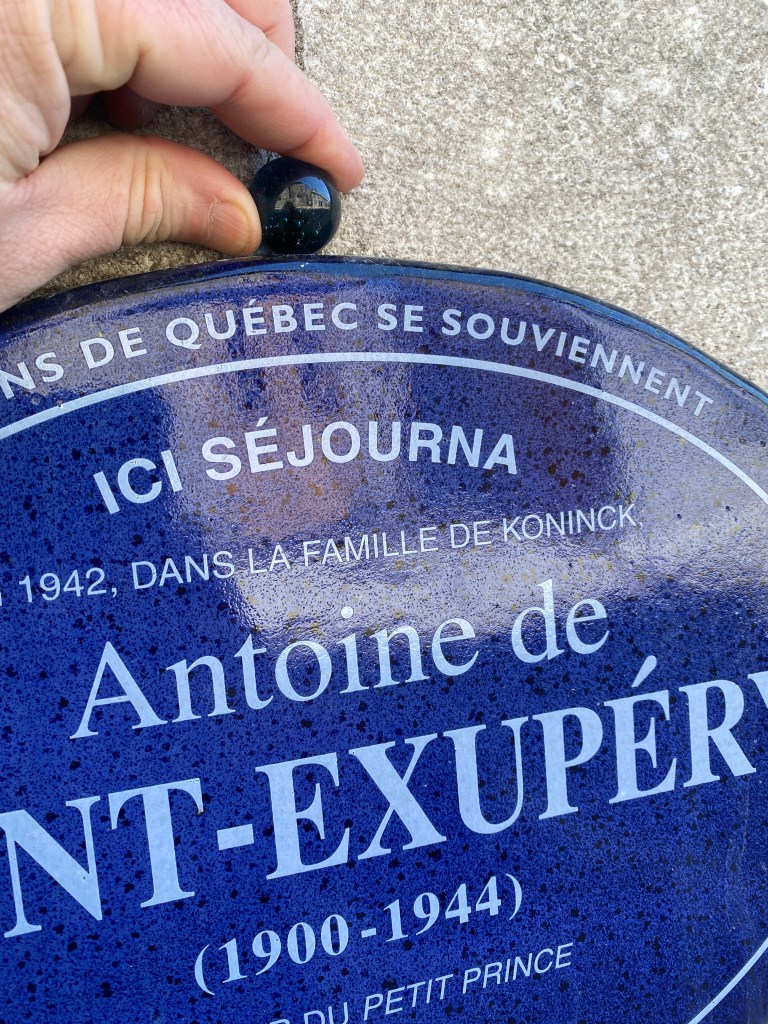 NS DE QUÉBEC SE SOUVIENNENT
ICI SÉJOURNA
1942, DANS LA FAMILLE DE KONINCK,
Antoine de
NT-EXUPÉRY
(1900-1944)
R DU PETIT PRINCE